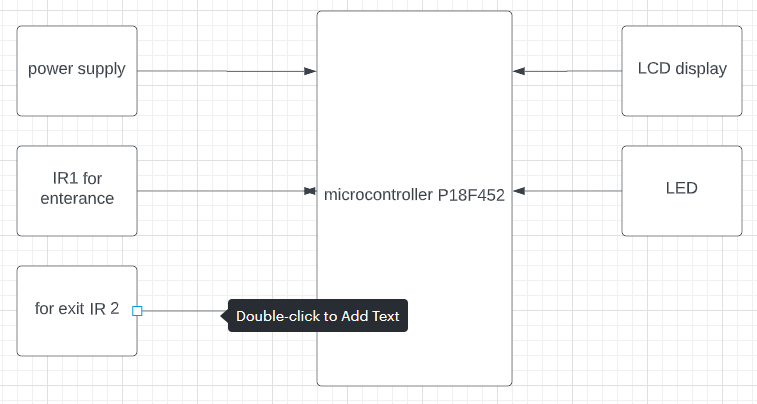 power supply
LCD display
IR1 for
enterance
microcontroller P18F452
LED
for exit IR 2
Double-click to Add Text